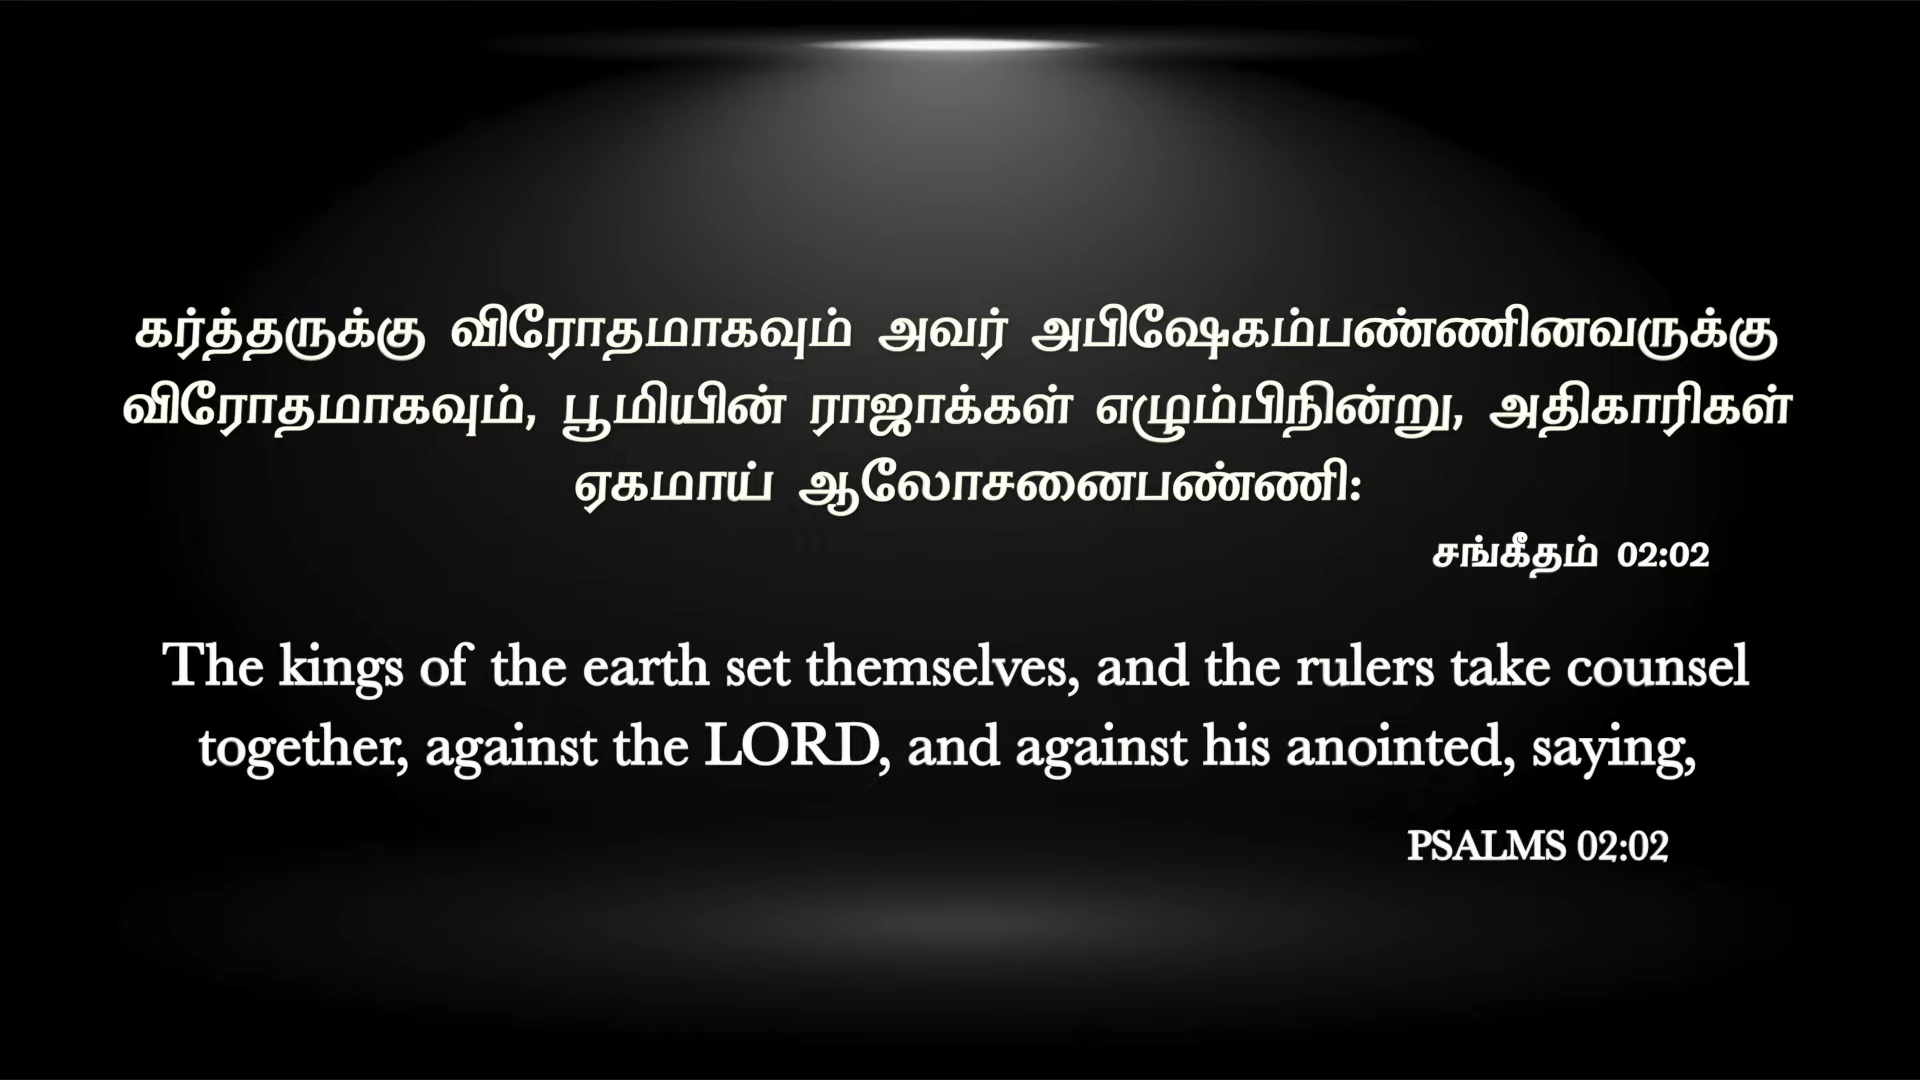 கர்த்தருக்கு விரோதமாகவும் அவர் அபிஷேகம்பண்ணினவருக்கு
விரோதமாகவும், பூமியின் ராஜாக்கள் எழும்பிநின்று, அதிகாரிகள்
ஏகமாய் ஆலோசனைபண்ணி:
சங்கீதம் 02:02
The kings of the earth set themselves, and the rulers take counsel
together, against the LORD, and against his anointed, saying,
PSALMS 02:02